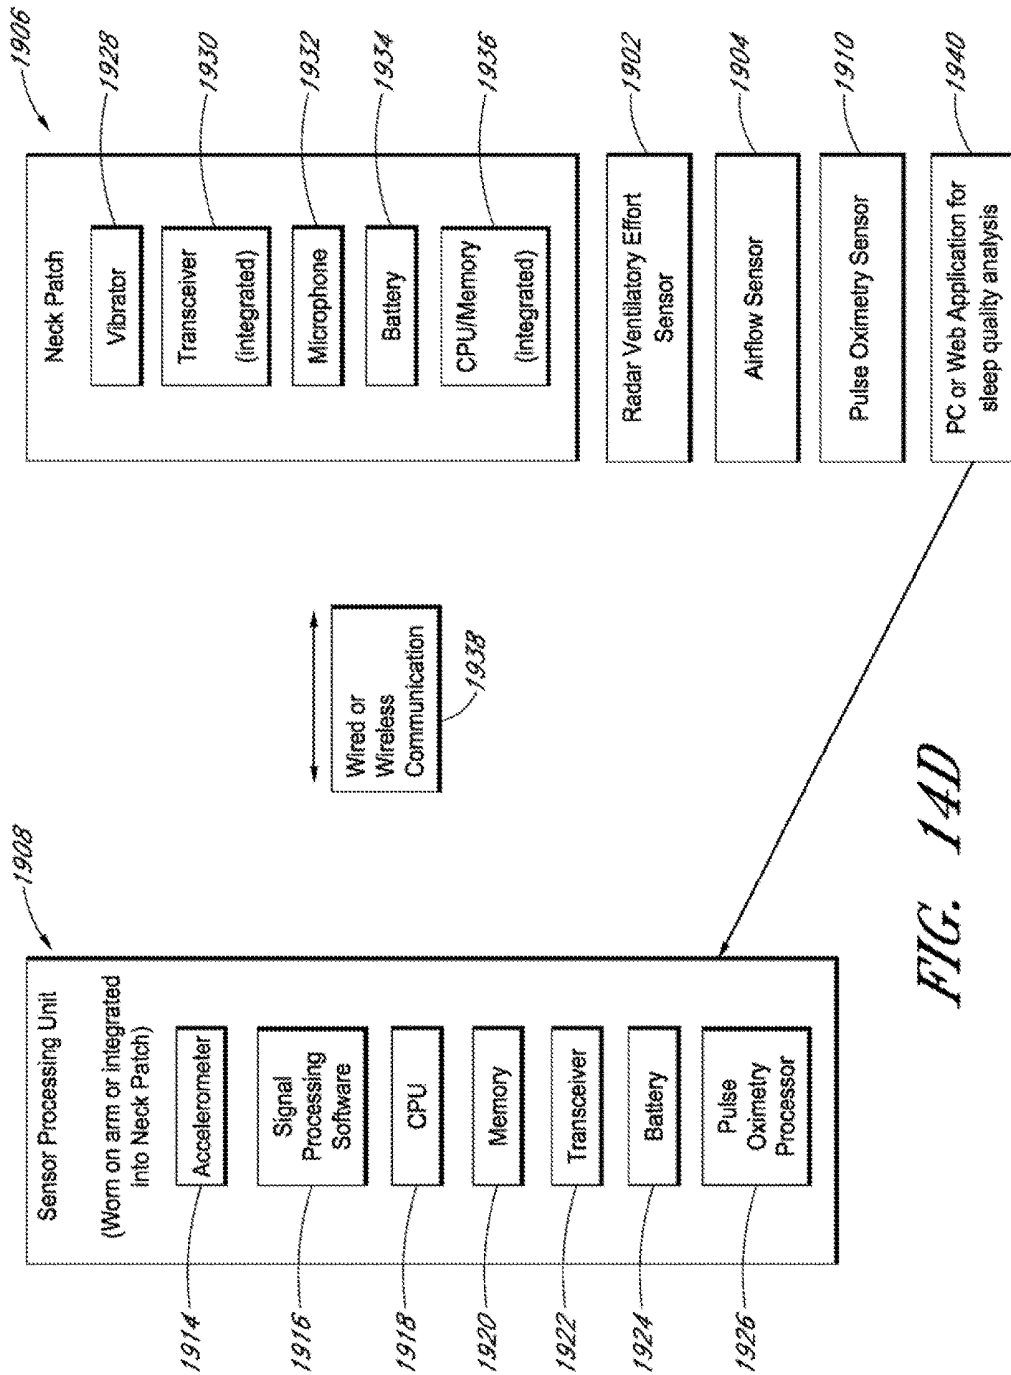 1908
Sensor Processing Unit
(Worn on arm or integrated
into Neck Patch)
1914
Accelerometer
1916
Signal
Processing
Software
1918
CPU
1920
Memory
1922
Transceiver
1924
Battery
1926
Pulse
Oximetry
Processor
Wired or
Wireless
Communication
1938
1906
Neck Patch
Vibrator
1928
Transceiver
(integrated)
1930
Microphone
1932
Battery
1934
CPU/Memory
(integrated)
1936
Radar Ventilatory Effort
Sensor
1902
Airflow Sensor
1904
Pulse Oximetry Sensor
1910
PC or Web Application for
sleep quality analysis
1940
FIG. 14D